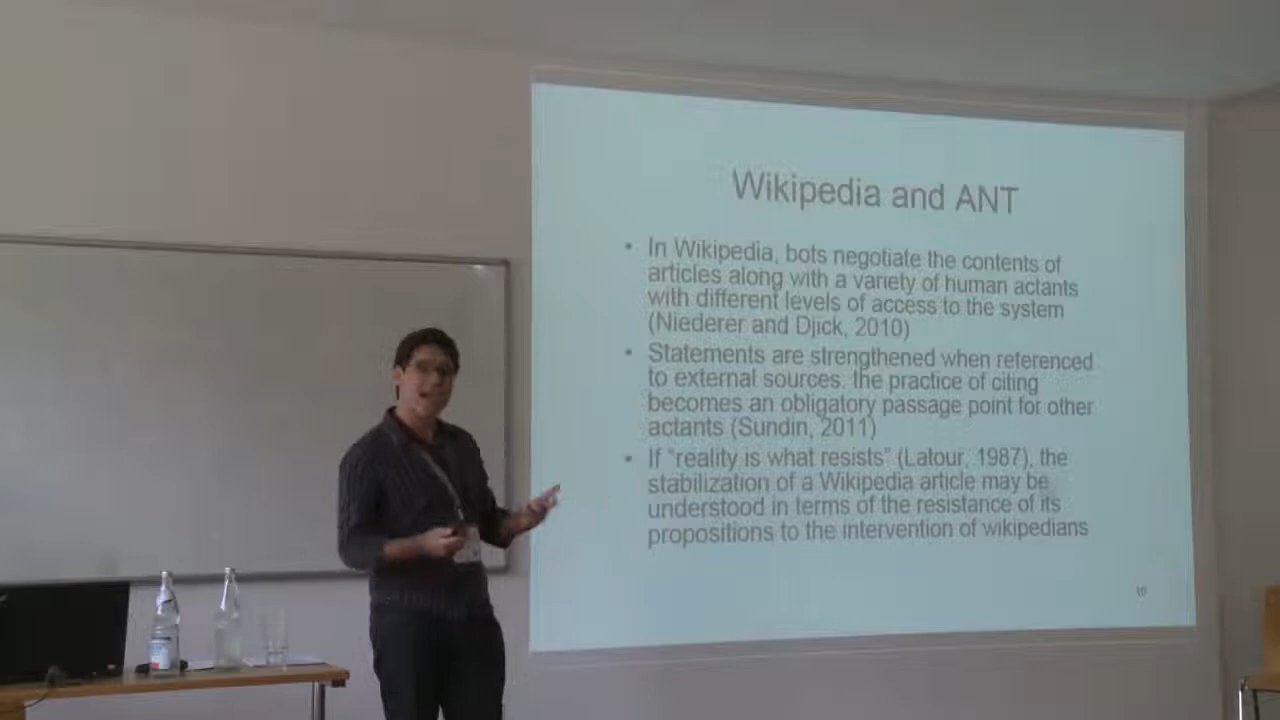 Wikipedia and ANT
• In Wikipedia, bots negotiate the contents of
articles along with a variety of human actants
with different levels of access to the system
(Niederer and Djick, 2010)
• Statements are strengthened when referenced
to external sources: the practice of citing
becomes an obligatory passage point for other
actants (Sundin, 2011)
• If “reality is what resists” (Latour, 1987), the
stabilization of a Wikipedia article may be
understood in terms of the resistance of its
propositions to the intervention of wikipedians
10